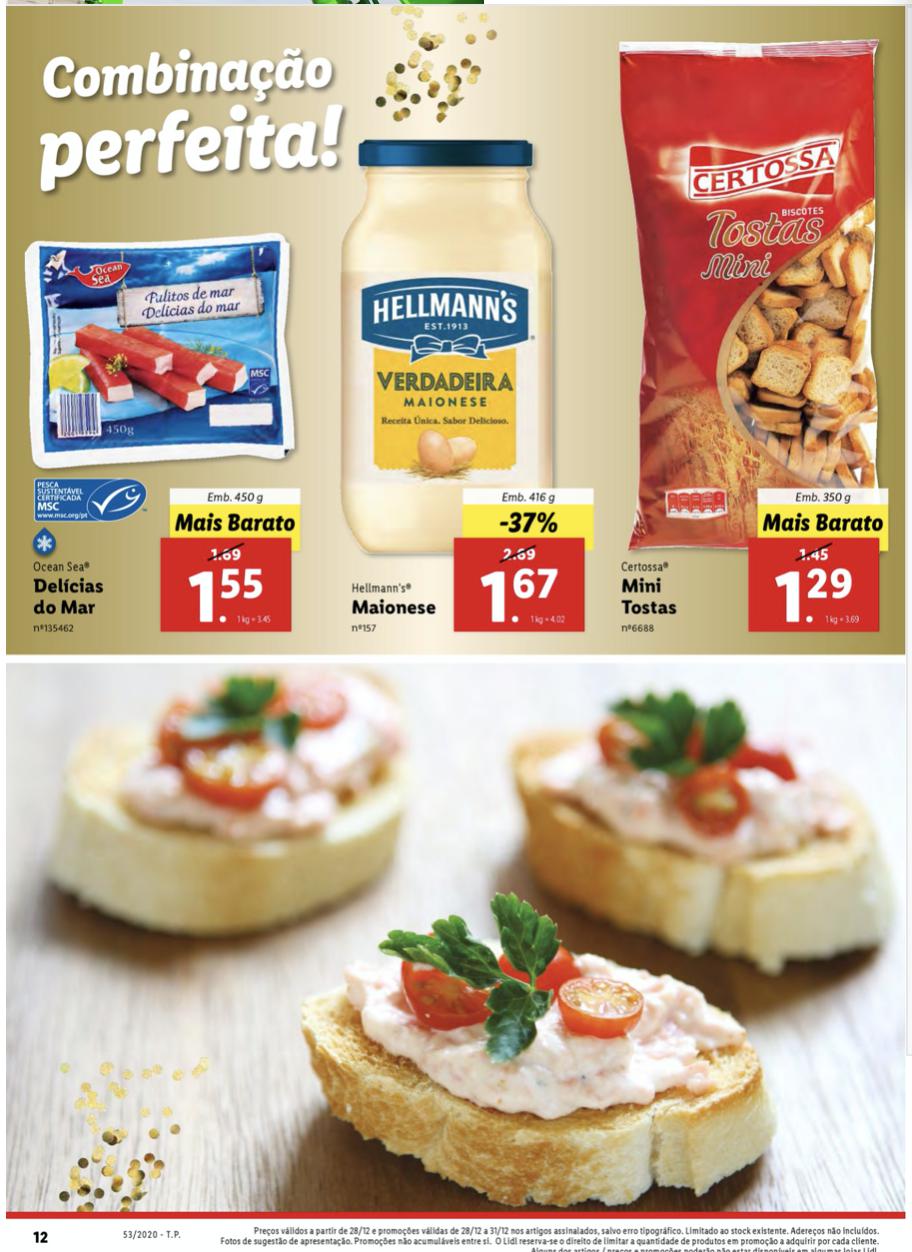 Combinação
perfeita!
CERTOSSA
BISCOTES
Tostas
Mini
Ocean
Sea
Palitos de mar
Delícias do mar
MSC
450g
HELLMANN'S
EST.1913
VERDADEIRA
MAIONESE
Receita Única. Sabor Delicioso.
PESCA
SUSTENTÁVEL
CERTIFICADA
MSC
www.msc.org/pt
Emb. 450 g
Mais Barato
1.69
1.55
1 kg = 3.45
Ocean Sea®
Delícias
do Mar
nº135462
Emb. 416 g
-37%
2.69
1.67
1 kg = 4.02
Hellmann's®
Maionese
nº157
Emb. 350 g
Mais Barato
1.45
1.29
1 kg = 3.69
Certossa®
Mini
Tostas
nº6688
12
53/2020 - T.P.
Preços válidos a partir de 28/12 e promoções válidas de 28/12 a 31/12 nos artigos assinalados, salvo erro tipográfico. Limitado ao stock existente. Adereços não incluídos.
Fotos de sugestão de apresentação. Promoções não acumuláveis entre si. O Lidl reserva-se o direito de limitar a quantidade de produtos em promoção a adquirir por cada cliente.